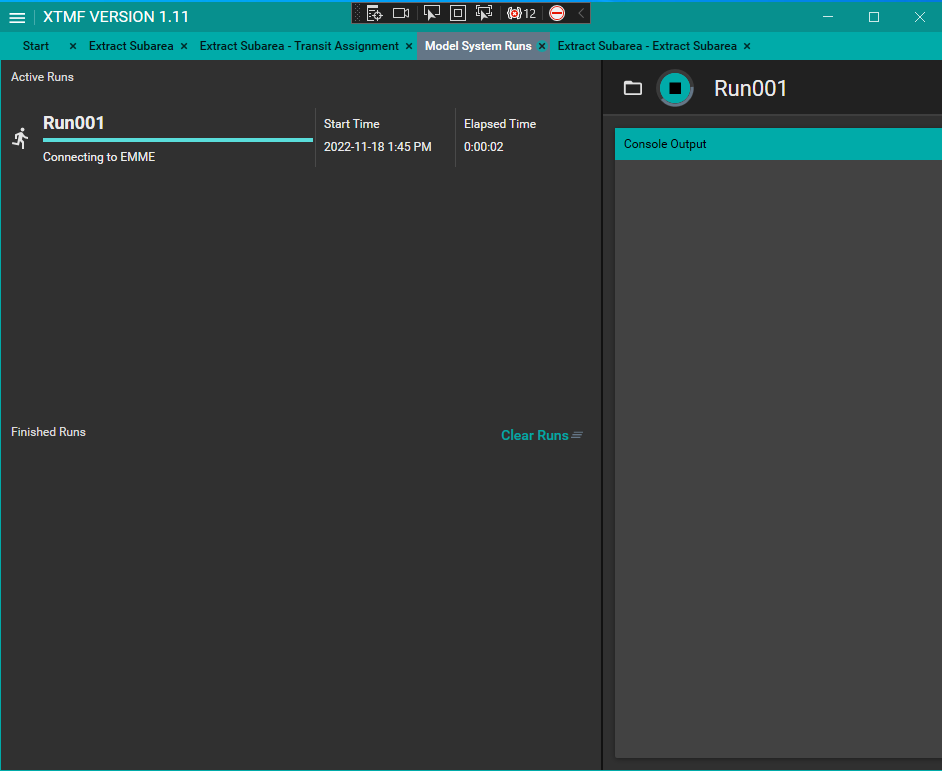 XTMF VERSION 1.11
12
Start
Extract Subarea
Extract Subarea - Transit Assignment
Model System Runs
Extract Subarea - Extract Subarea
Active Runs
Run001
Connecting to EMME
Start Time
2022-11-18 1:45 PM
Elapsed Time
0:00:02
Finished Runs
Clear Runs
Run001
Console Output